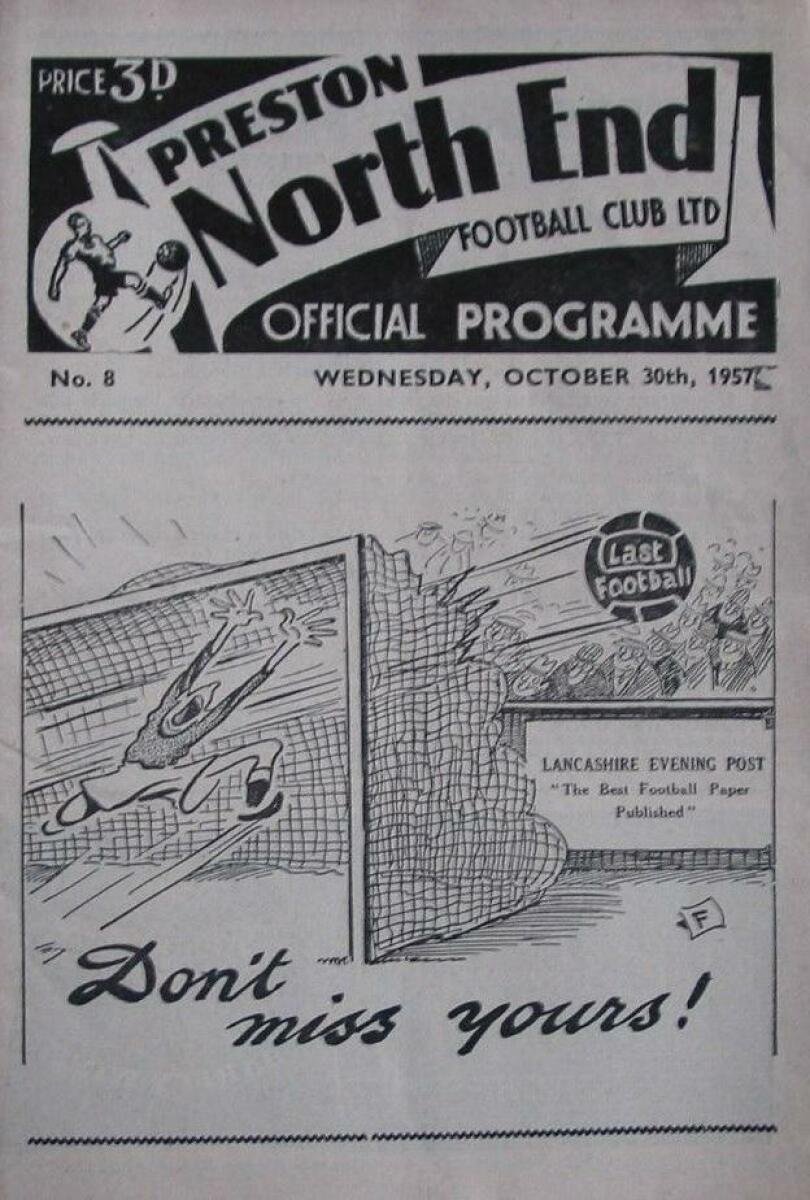 PRICE 3D
PRESTON
North End
FOOTBALL CLUB LTD
OFFICIAL PROGRAMME
No. 8
WEDNESDAY, OCTOBER 30th, 1957
Last
Football
LANCASHIRE EVENING POST
"The Best Football Paper
Published"
F
Don't
miss yours!